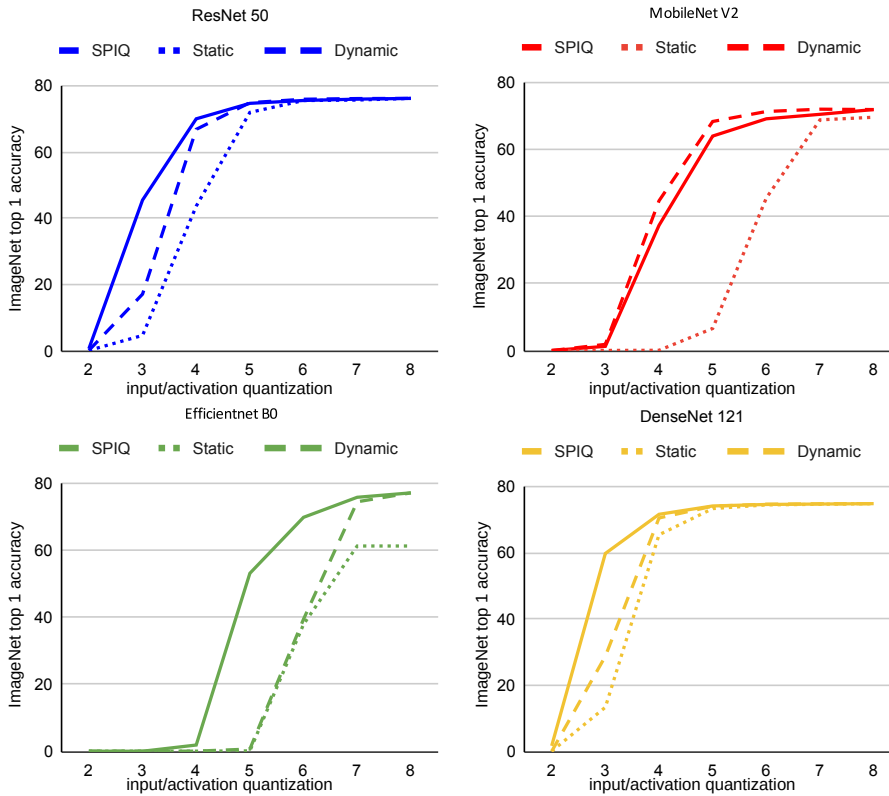 ResNet 50
SPIQ Static Dynamic
80
60
40
20
0
2 3 4 5 6 7 8
input/activation quantization
ImageNet top 1 accuracy
MobileNet V2
SPIQ Static Dynamic
80
60
40
20
0
2 3 4 5 6 7 8
input/activation quantization
ImageNet top 1 accuracy
Efficientnet B0
SPIQ Static Dynamic
80
60
40
20
0
2 3 4 5 6 7 8
input/activation quantization
ImageNet top 1 accuracy
DenseNet 121
SPIQ Static Dynamic
80
60
40
20
0
2 3 4 5 6 7 8
input/activation quantization
ImageNet top 1 accuracy